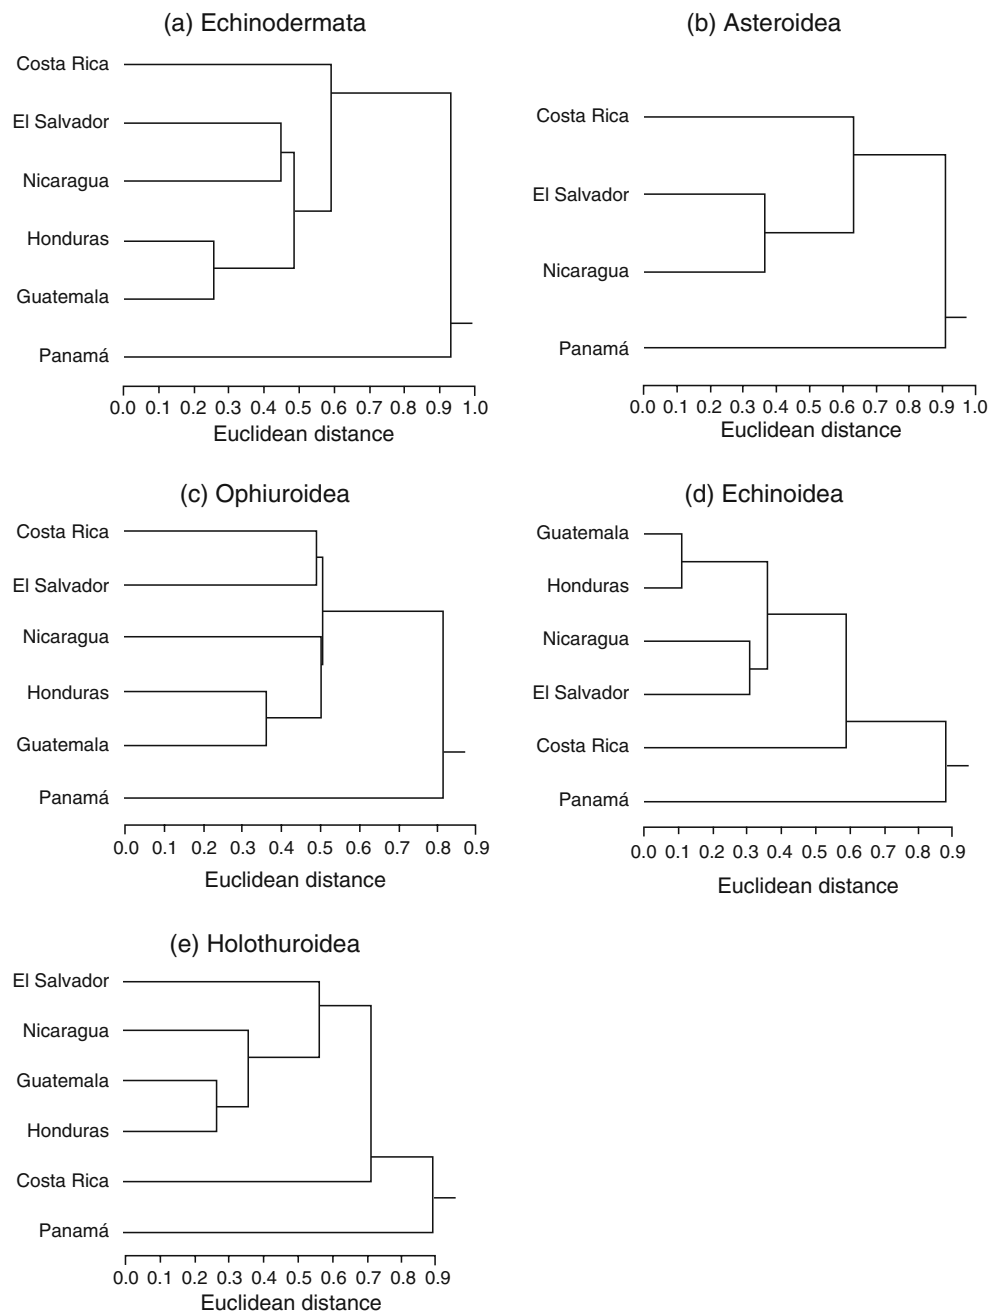 (a) Echinodermata
Costa Rica
El Salvador
Nicaragua
Honduras
Guatemala
Panamá
0.0 0.1 0.2 0.3 0.4 0.5 0.6 0.7 0.8 0.9 1.0
Euclidean distance
(b) Asteroidea
Costa Rica
El Salvador
Nicaragua
Panamá
0.0 0.1 0.2 0.3 0.4 0.5 0.6 0.7 0.8 0.9 1.0
Euclidean distance
(c) Ophiuroidea
Costa Rica
El Salvador
Nicaragua
Honduras
Guatemala
Panamá
0.0 0.1 0.2 0.3 0.4 0.5 0.6 0.7 0.8 0.9
Euclidean distance
(d) Echinoidea
Guatemala
Honduras
Nicaragua
El Salvador
Costa Rica
Panamá
0.0 0.1 0.2 0.3 0.4 0.5 0.6 0.7 0.8 0.9
Euclidean distance
(e) Holothuroidea
El Salvador
Nicaragua
Guatemala
Honduras
Costa Rica
Panamá
0.0 0.1 0.2 0.3 0.4 0.5 0.6 0.7 0.8 0.9
Euclidean distance